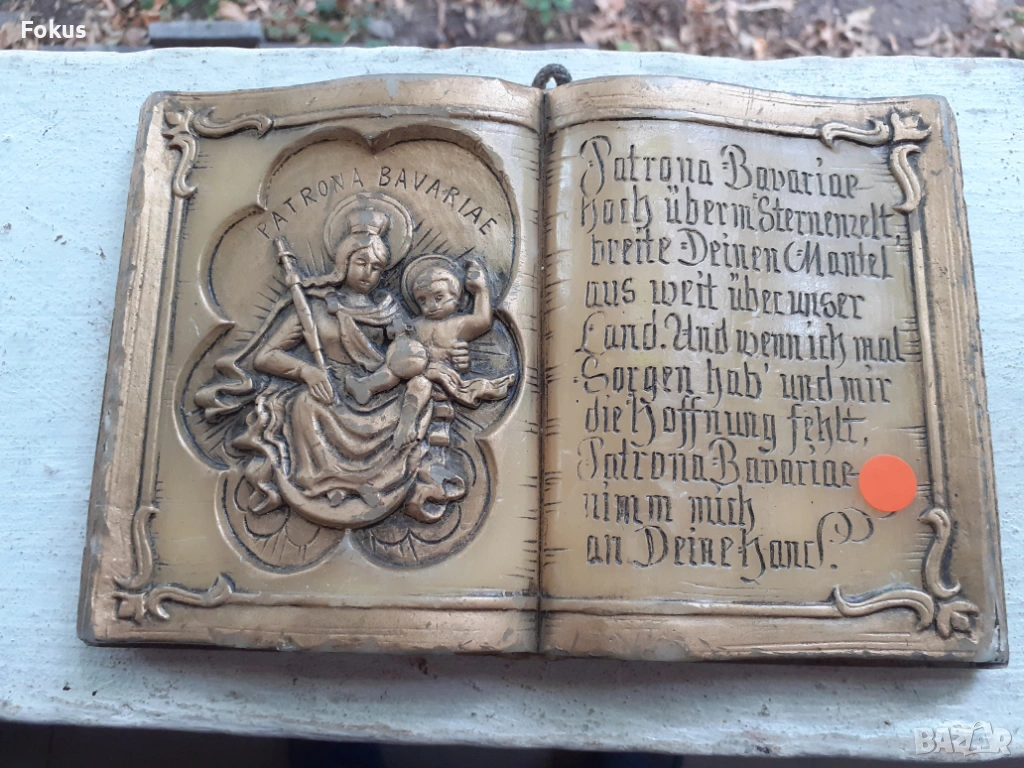 Fokus
PATRONA BAVARIAE
Patrona Bavariae
hoch überm Sternenzelt,
breite Deinen Mantel
aus weit über unser
Land. Und wenn ich mal
Sorgen hab' und mir
die Hoffnung fehlt,
Patrona Bavariae
nimm mich
an Deine Hand.
BAZAR